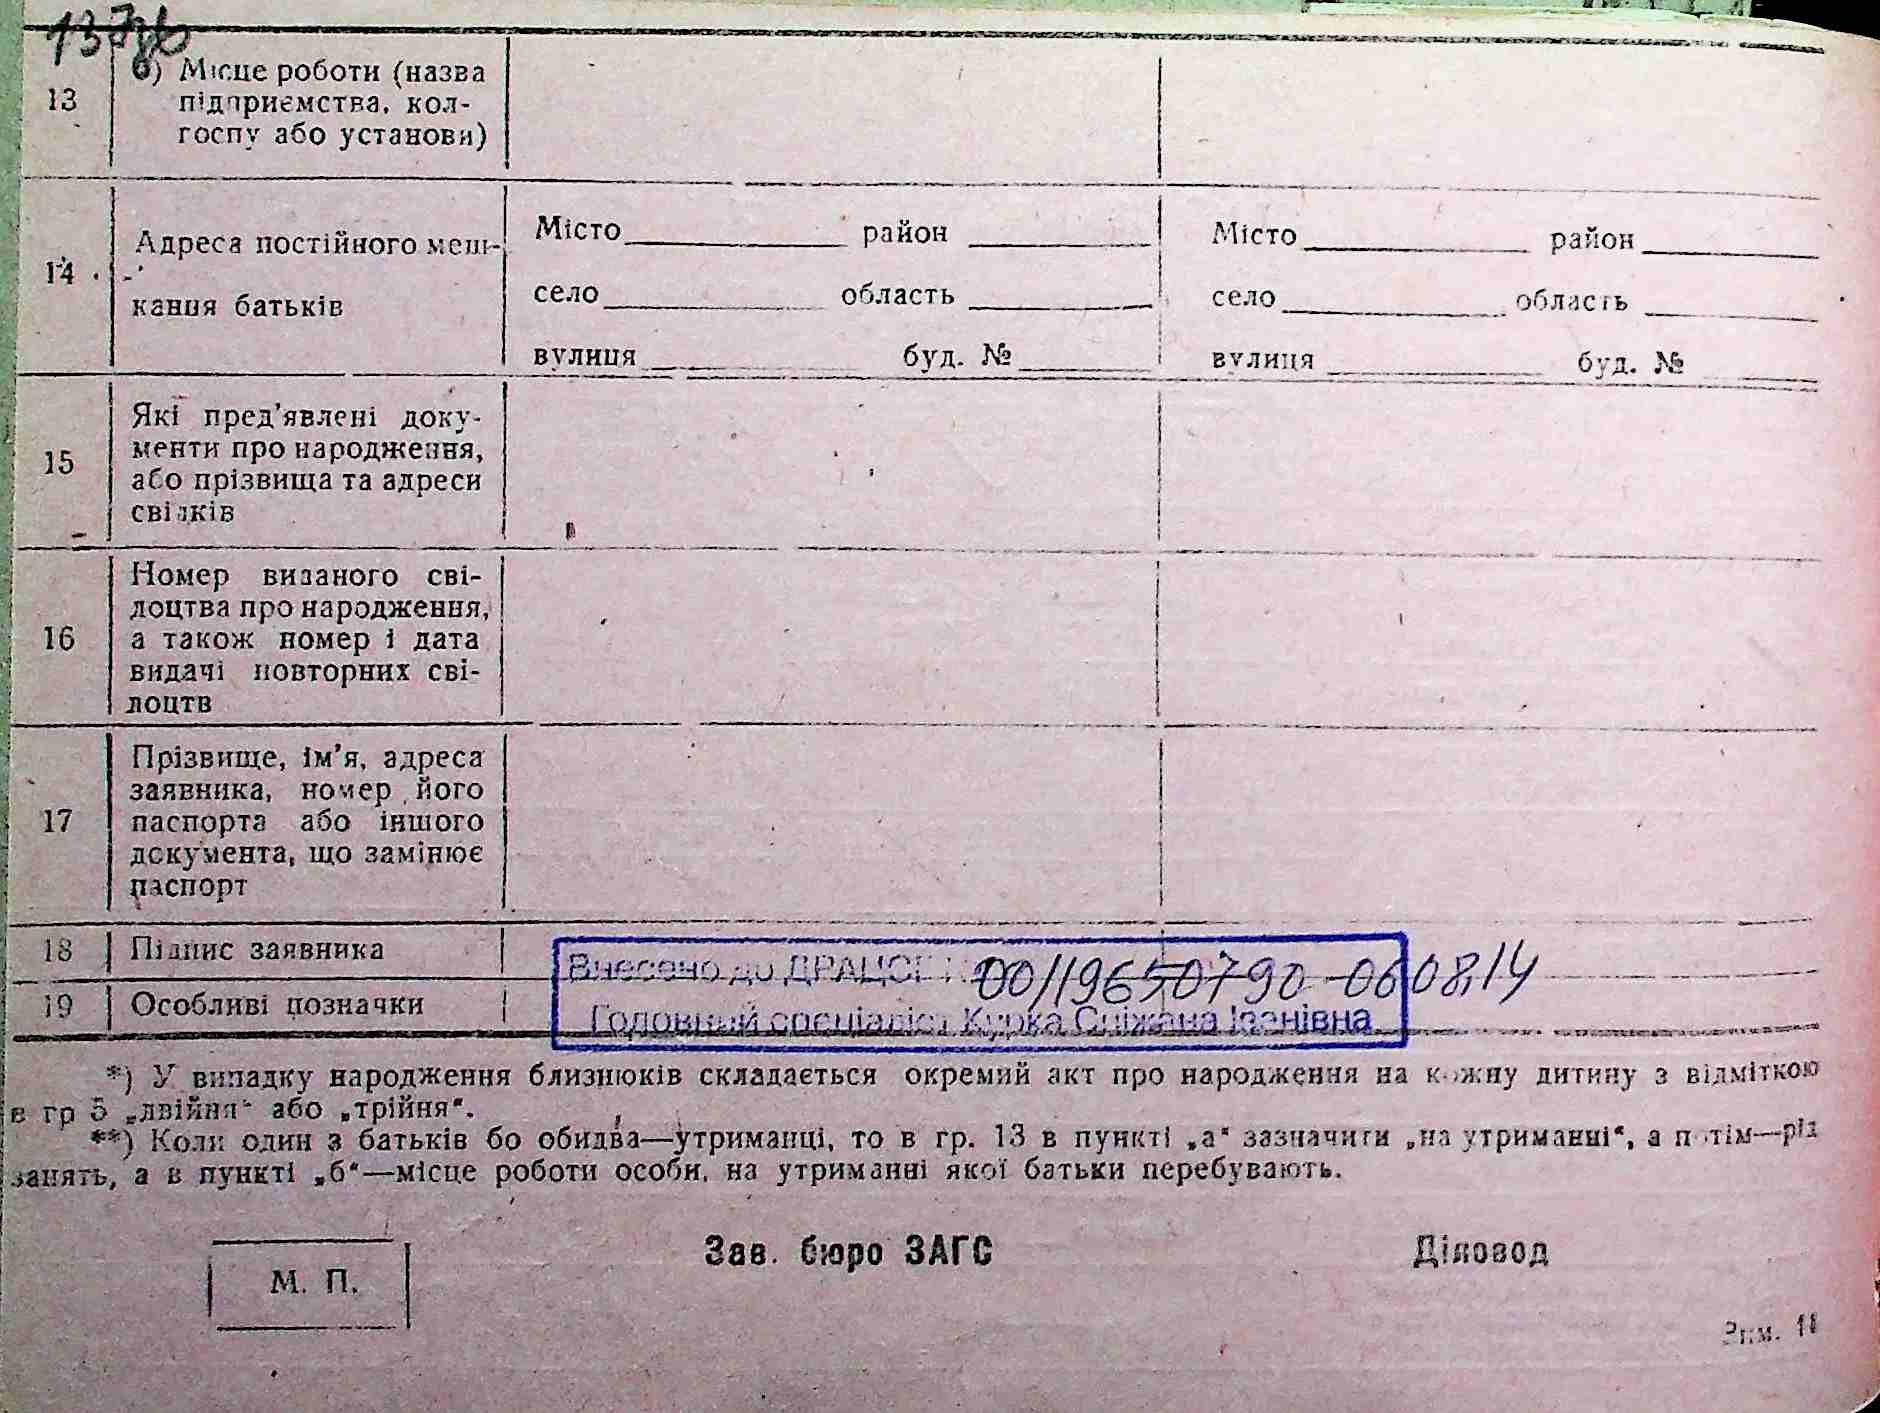 13
б) Місце роботи (назва
підприємства, кол-
госпу або установи)
14
Адреса постійного меш-
кання батьків
Місто район
село область
вулиця буд. №
Місто район
село область
вулиця буд. №
15
Які пред'явлені доку-
менти про народження,
або прізвища та адреси
свідків
16
Номер виданого сві-
доцтва про народження,
а також номер і дата
видачі повторних сві-
доцтв
17
Прізвище, ім'я, адреса
заявника, номер його
паспорта або іншого
документа, що замінює
паспорт
18 Підпис заявника
19 Особливі позначки
Внесено до ДРАЦСГ 00119650790 06.08.14
Головний спеціаліст Курка Сніжана Іванівна
*) У випадку народження близнюків складається окремий акт про народження на кожну дитину з відміткою
в гр 5 „двійня“ або „трійня“.
**) Коли один з батьків бо обидва—утриманці, то в гр. 13 в пункті „а“ зазначити „на утриманні“, а потім—рід
занять, а в пункті „б“—місце роботи особи, на утриманні якої батьки перебувають.
М. П.
Зав. бюро ЗАГС
Діловод